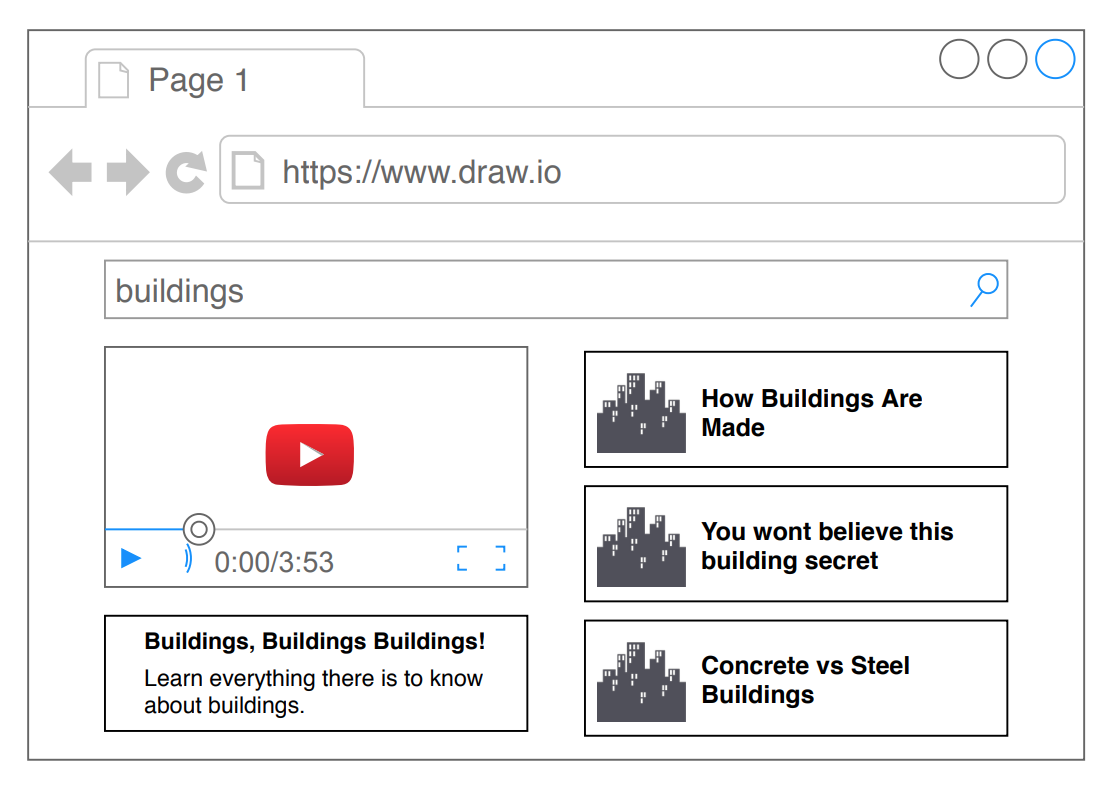 Page 1
https://www.draw.io
buildings
0:00/3:53
Buildings, Buildings Buildings!
Learn everything there is to know
about buildings.
How Buildings Are
Made
You wont believe this
building secret
Concrete vs Steel
Buildings